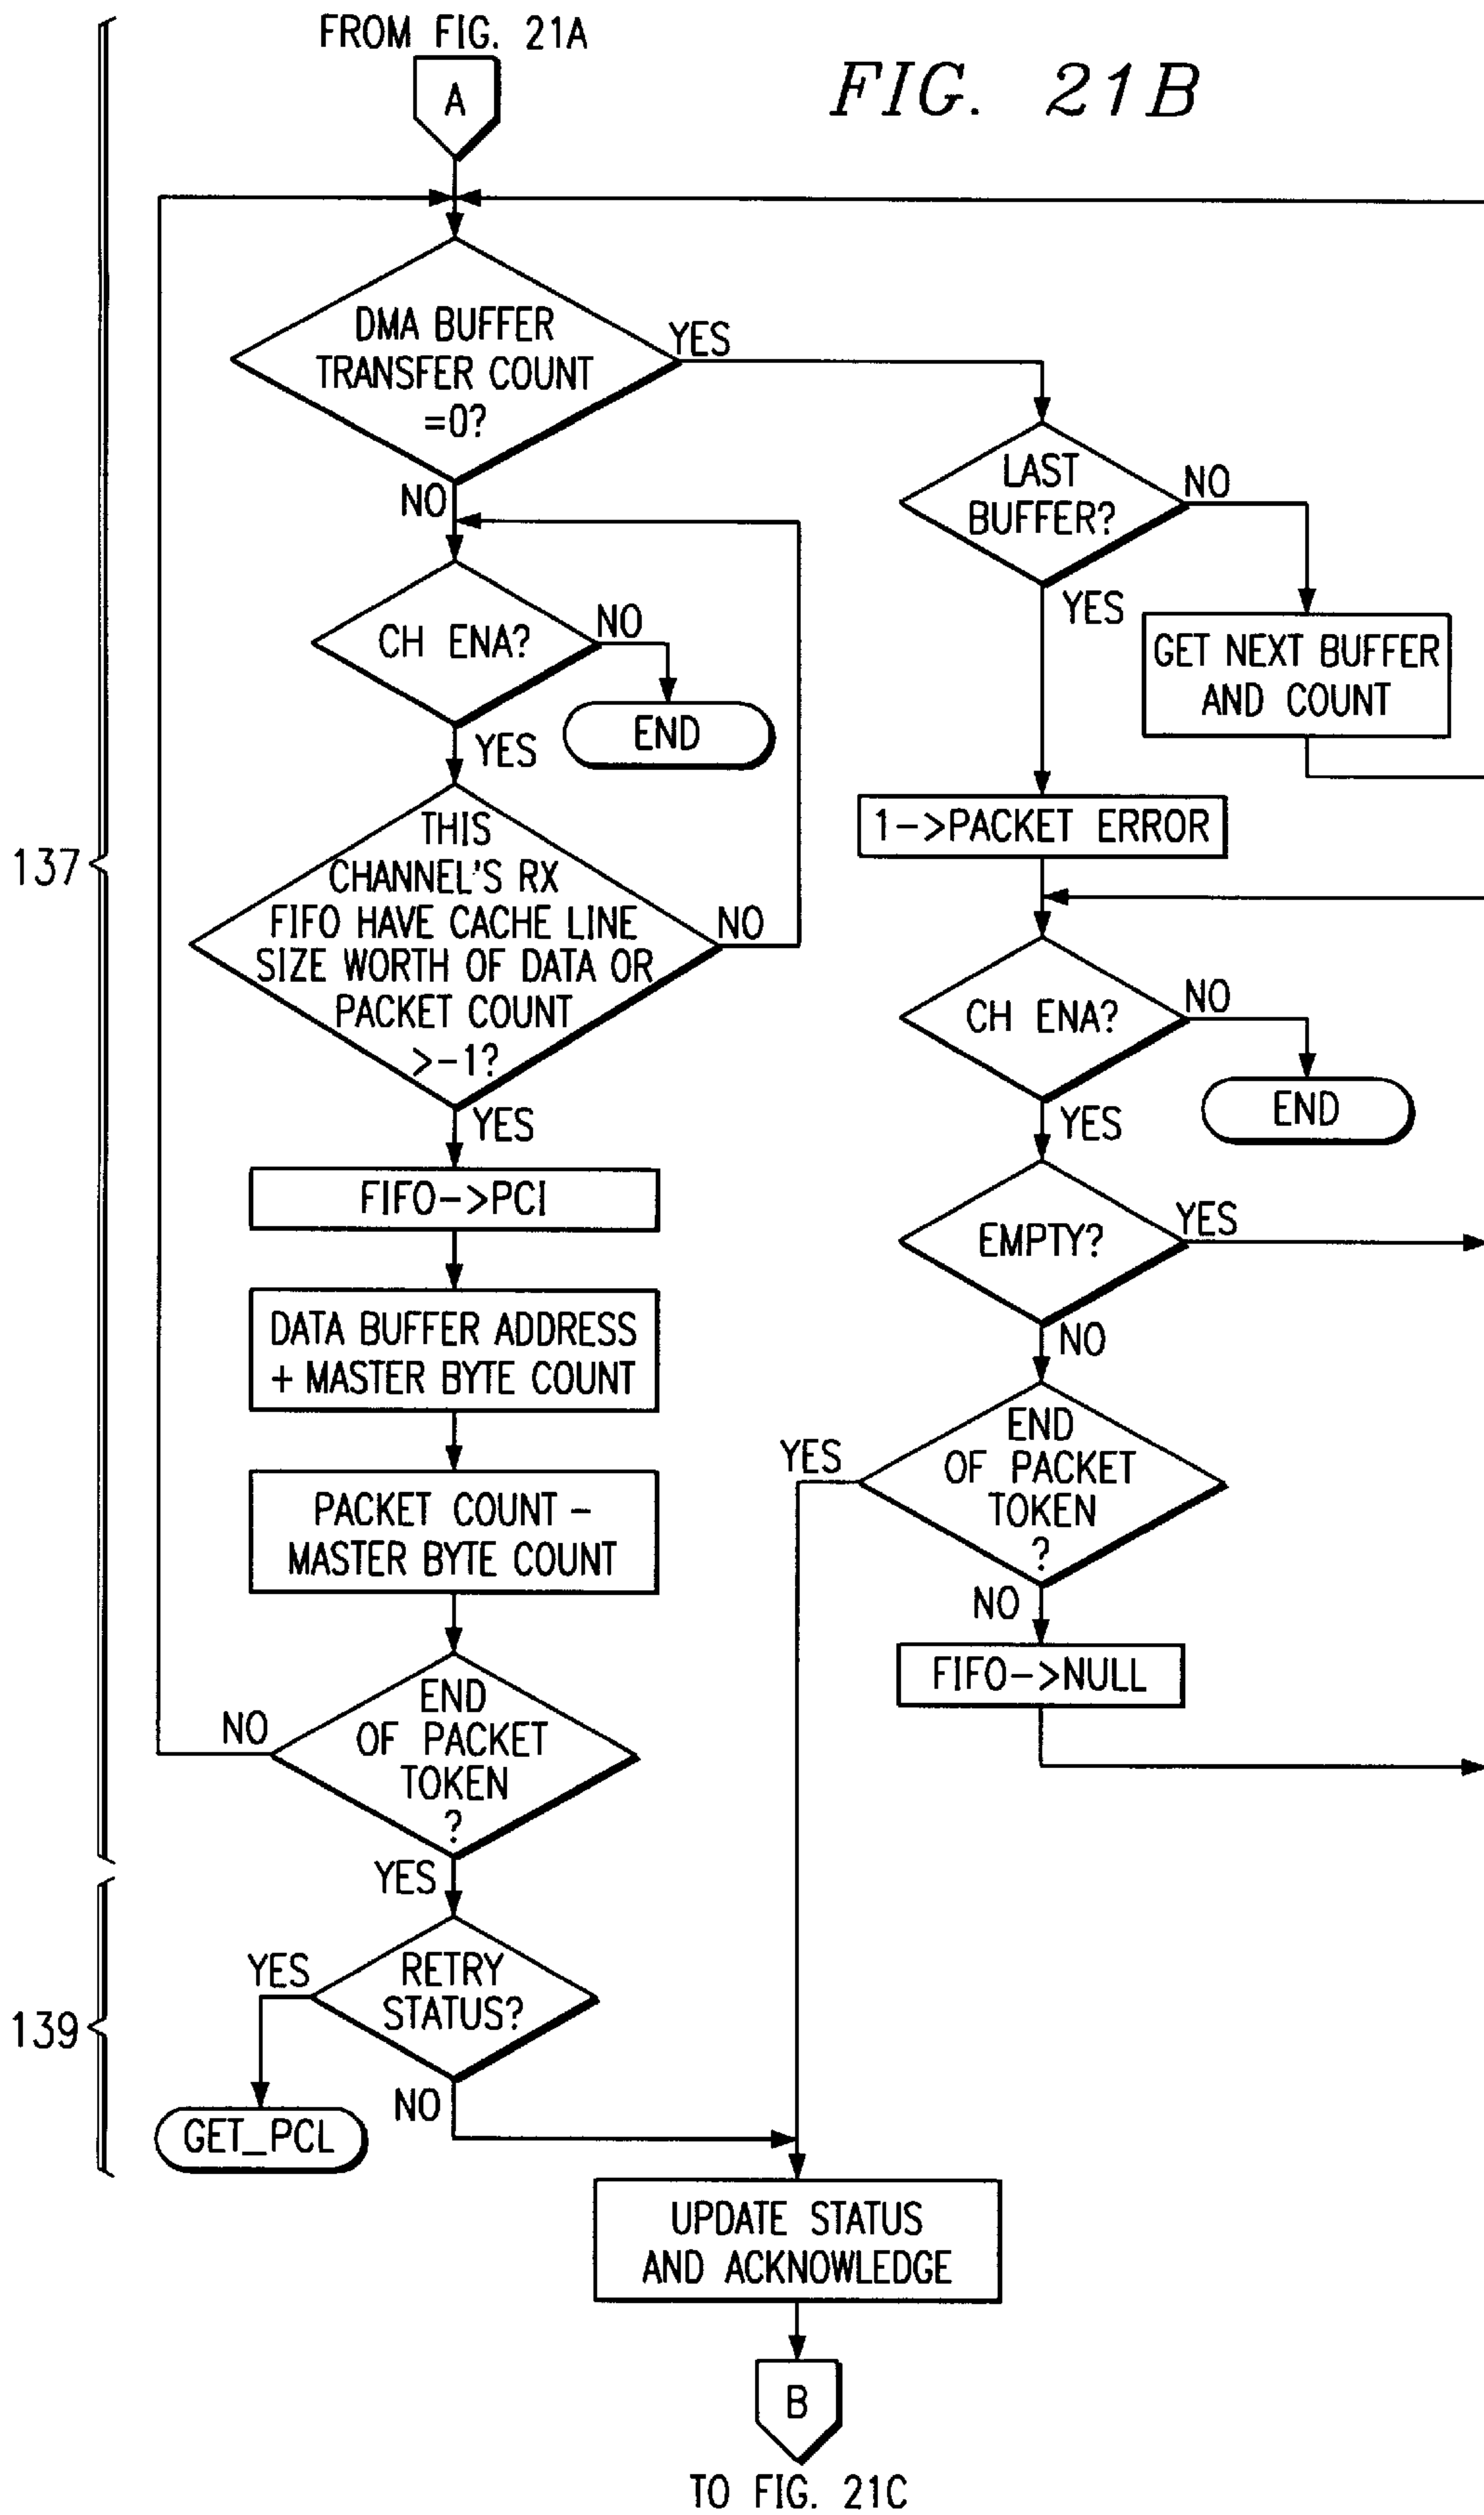 FROM FIG. 21A
A
FIG. 21B
DMA BUFFER
TRANSFER COUNT
=0?
YES
NO
LAST
BUFFER?
NO
YES
GET NEXT BUFFER
AND COUNT
CH ENA?
NO
END
YES
1->PACKET ERROR
THIS
CHANNEL'S RX
FIFO HAVE CACHE LINE
SIZE WORTH OF DATA OR
PACKET COUNT
>-1?
NO
YES
137
CH ENA?
NO
END
YES
FIFO->PCI
EMPTY?
YES
NO
DATA BUFFER ADDRESS
+ MASTER BYTE COUNT
END
OF PACKET
TOKEN
?
YES
NO
PACKET COUNT -
MASTER BYTE COUNT
FIFO->NULL
END
OF PACKET
TOKEN
?
NO
YES
RETRY
STATUS?
YES
NO
139
GET_PCL
UPDATE STATUS
AND ACKNOWLEDGE
B
TO FIG. 21C